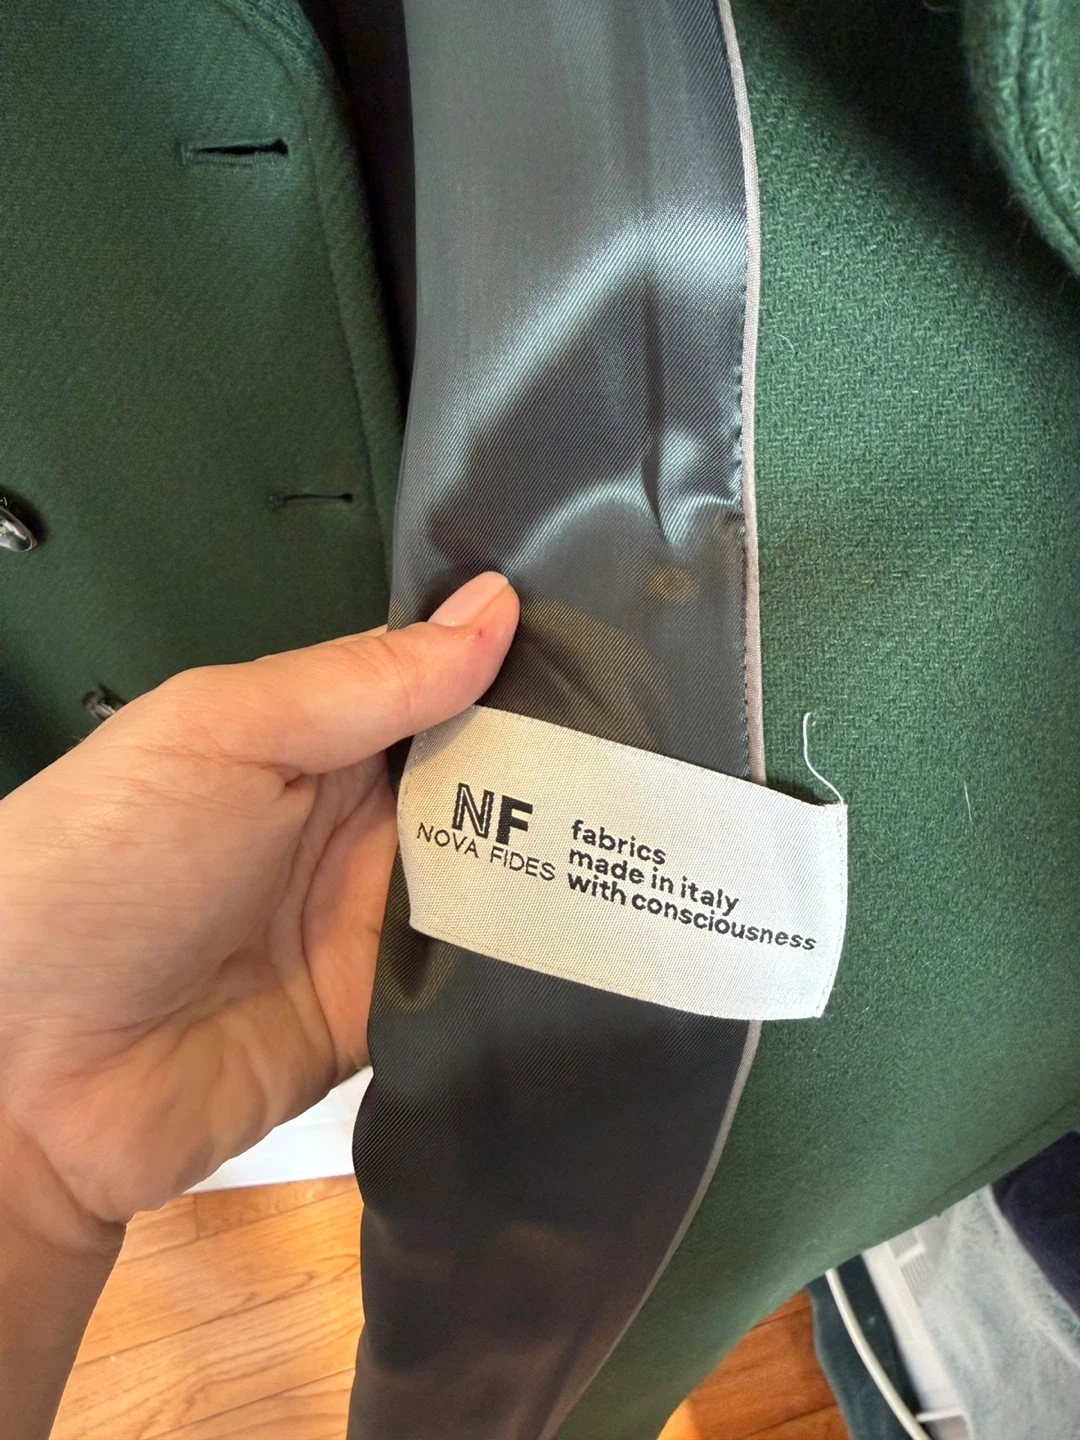 NF
NOVA FIDES
fabrics
made in italy
with consciousness